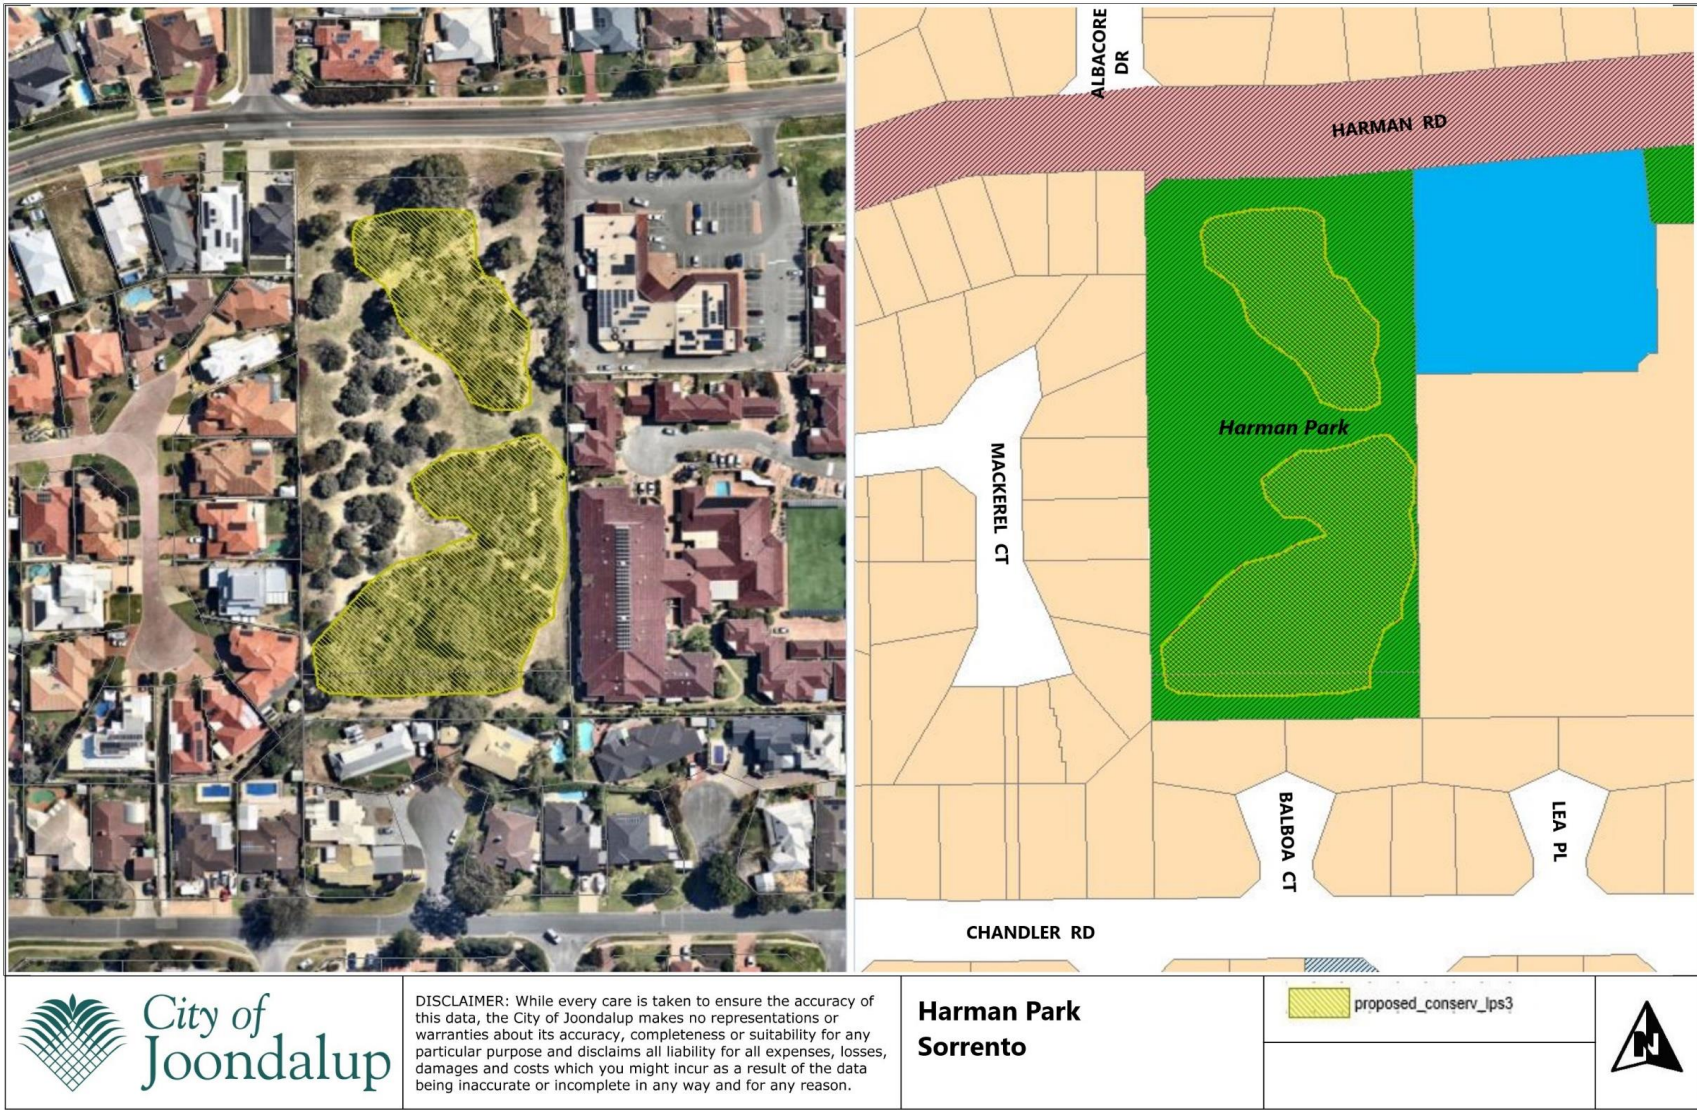 ALBACORE
DR
HARMAN RD
Harman Park
MACKEREL CT
BALBOA CT
LEA PL
CHANDLER RD
City of
Joondalup
DISCLAIMER: While every care is taken to ensure the accuracy of
this data, the City of Joondalup makes no representations or
warranties about its accuracy, completeness or suitability for any
particular purpose and disclaims all liability for all expenses, losses,
damages and costs which you might incur as a result of the data
being inaccurate or incomplete in any way and for any reason.
Harman Park
Sorrento
proposed_conserv_lps3
N